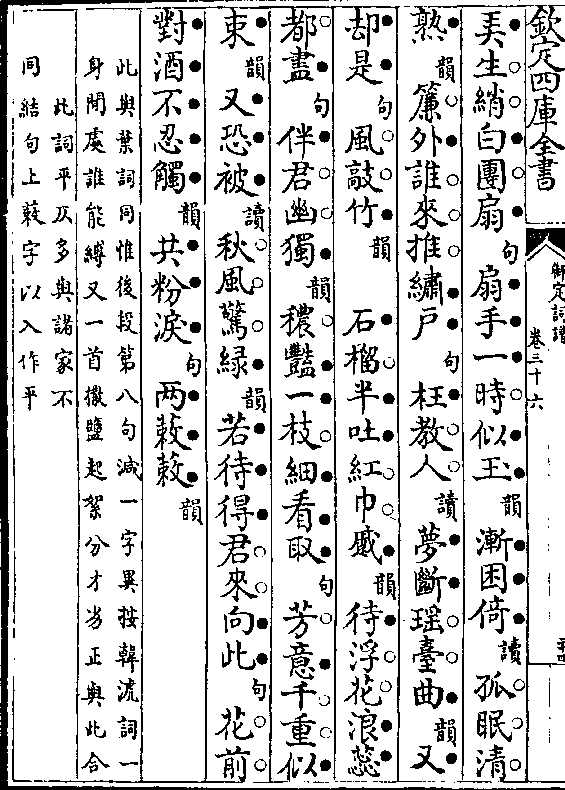 欽定四庫全書
御定詞譜
卷三十六
弄生綃白團扇句扇手一時似玉韻漸困倚讀孤眠清
熟韻簾外誰來推繡戶句枉教人讀夢斷瑶臺曲韻又
却是句風敲竹韻石榴半吐紅巾蹙韻待浮花浪蘂
都盡句伴君幽獨韻穠豔一枝細看取句芳意千重似
束韻又恐被讀秋風驚緑韻若待得君來向此句花前
對酒不忍觸韻共粉淚句两蔌蔌韻
此與葉詞同惟後段第八句減一字異按韓淲詞一
身閒處誰能縛又一首撒鹽起絮分才劣正與此合
此詞平仄多與諸家不
同結句上蔌字以入作平